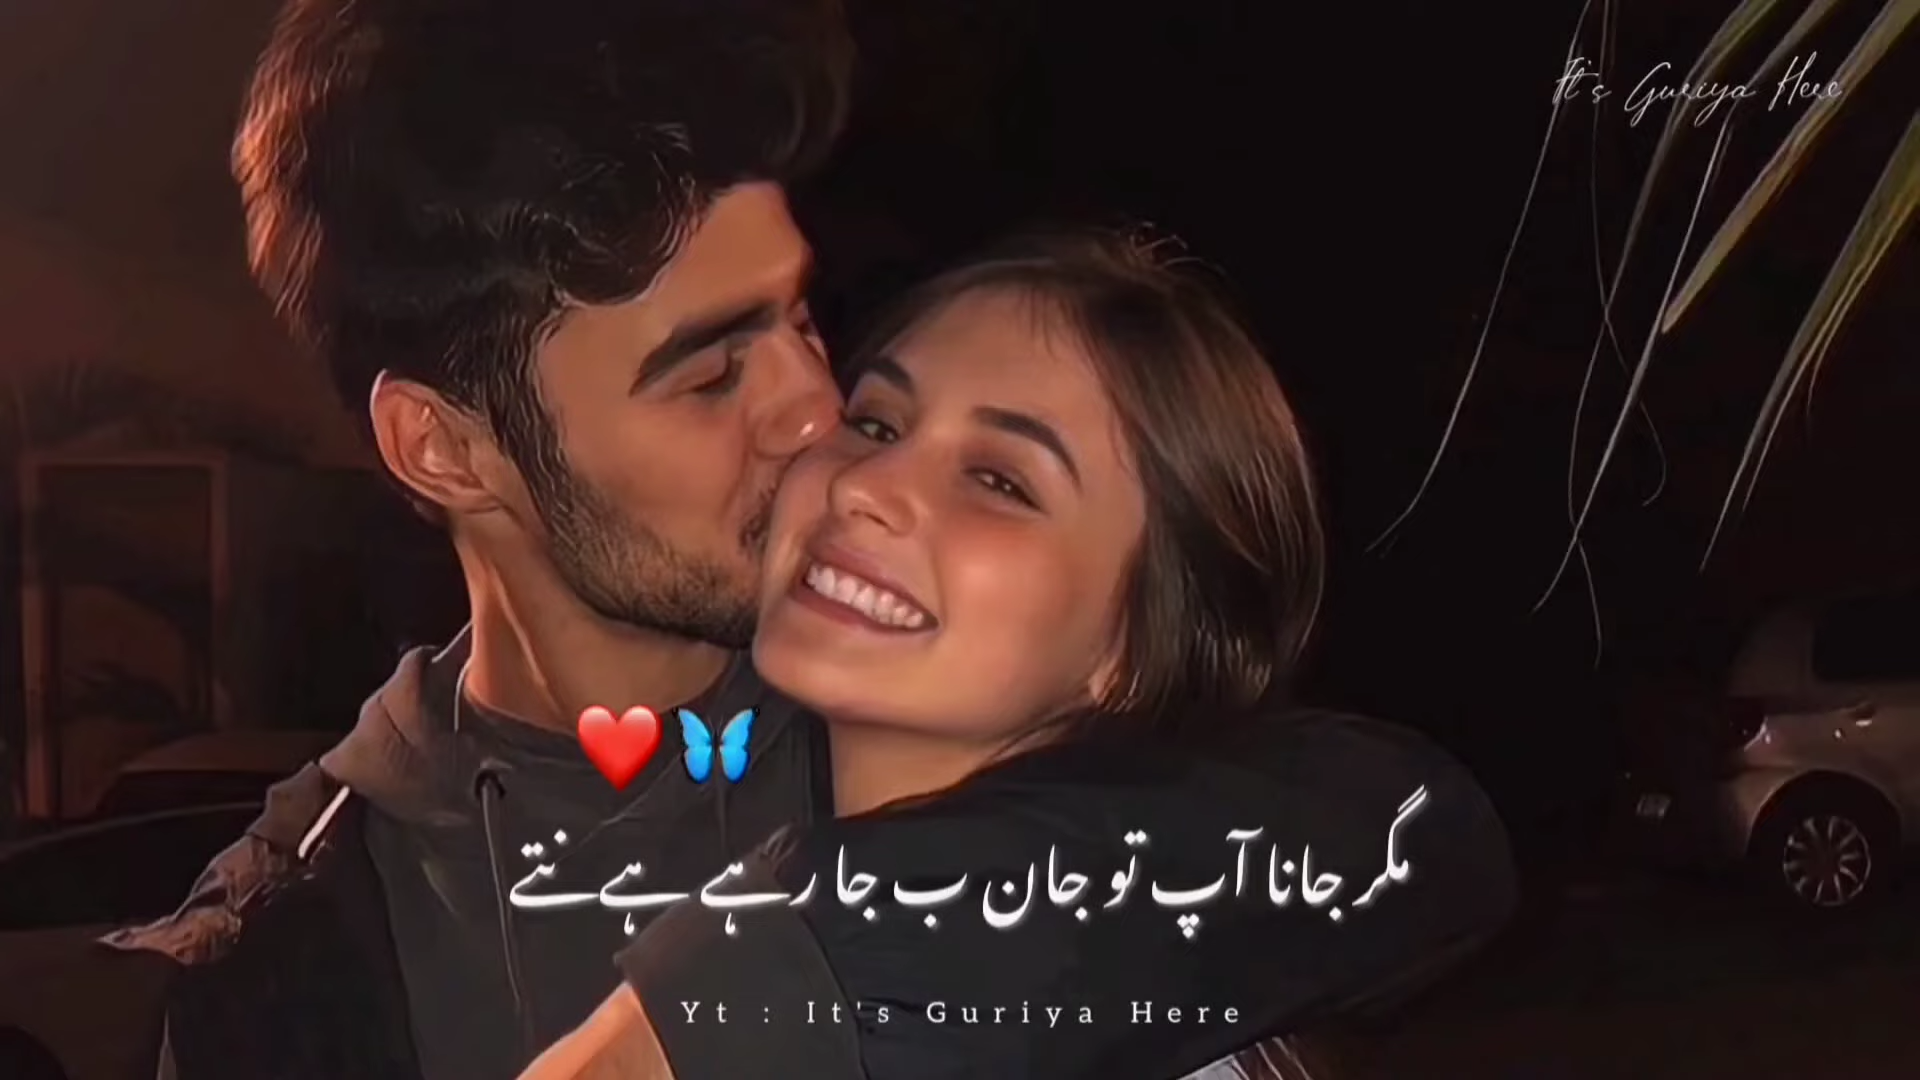 It's Guriya Here
❤️🦋
مگر جانا آپ تو جان ب جا رہے ہے نتے
Yt : It's Guriya Here